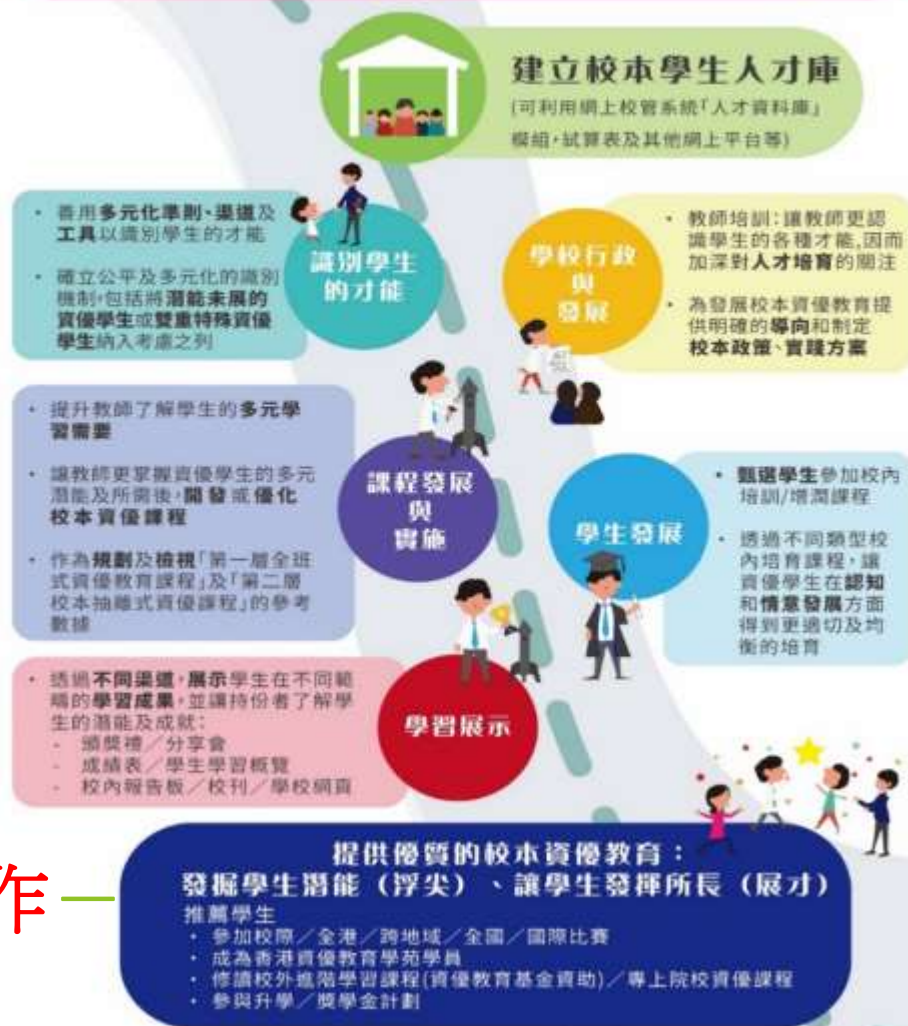 建立校本學生人才庫
(可利用網上校管系統「人才資料庫」
模組,試算表及其他網上平台等)
• 善用多元化準則、渠道及
工具以識別學生的才能
• 確立公平及多元化的識別
機制,包括將潛能未展的
資優學生或雙重特殊資優
學生納入考慮之列
識別學生
的才能
學校行政
與
發展
• 教師培訓:讓教師更認
識學生的各種才能,因而
加深對人才培育的關注
• 為發展校本資優教育提
供明確的導向和制定
校本政策、實踐方案
• 提升教師了解學生的多元學
習需要
• 讓教師更掌握資優學生的多元
潛能及所需後,開發或優化
校本資優課程
• 作為規劃及檢視「第一層全班
式資優教育課程」及「第二層
校本抽離式資優課程」的參考
數據
課程發展
與
實施
學生發展
• 甄選學生參加校內
培訓/增潤課程
• 透過不同類型校
內培育課程,讓
資優學生在認知
和情意發展方面
得到更適切及均
衡的培育
• 透過不同渠道,展示學生在不同範
疇的學習成果,並讓持份者了解學
生的潛能及成就:
- 頒獎禮/分享會
- 成績表/學生學習概覽
- 校內報告板/校刊/學校網頁
學習展示
作
提供優質的校本資優教育:
發掘學生潛能(浮尖)、讓學生發揮所長(展才)
推薦學生
• 參加校際/全港/跨地域/全國/國際比賽
• 成為香港資優教育學苑學員
• 修讀校外進階學習課程(資優教育基金資助)/專上院校資優課程
• 參與升學/獎學金計劃